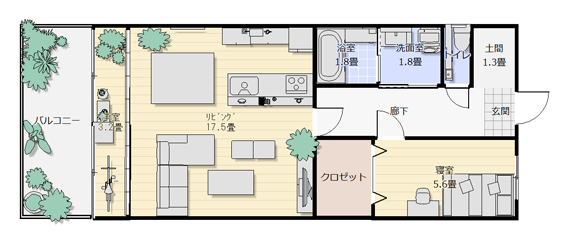 浴室
1.8畳
洗面室
1.8畳
トイレ
土間
1.3畳
バルコニー
室
3.2畳
リビング
17.5畳
廊下
玄関
クロゼット
寝室
5.6畳